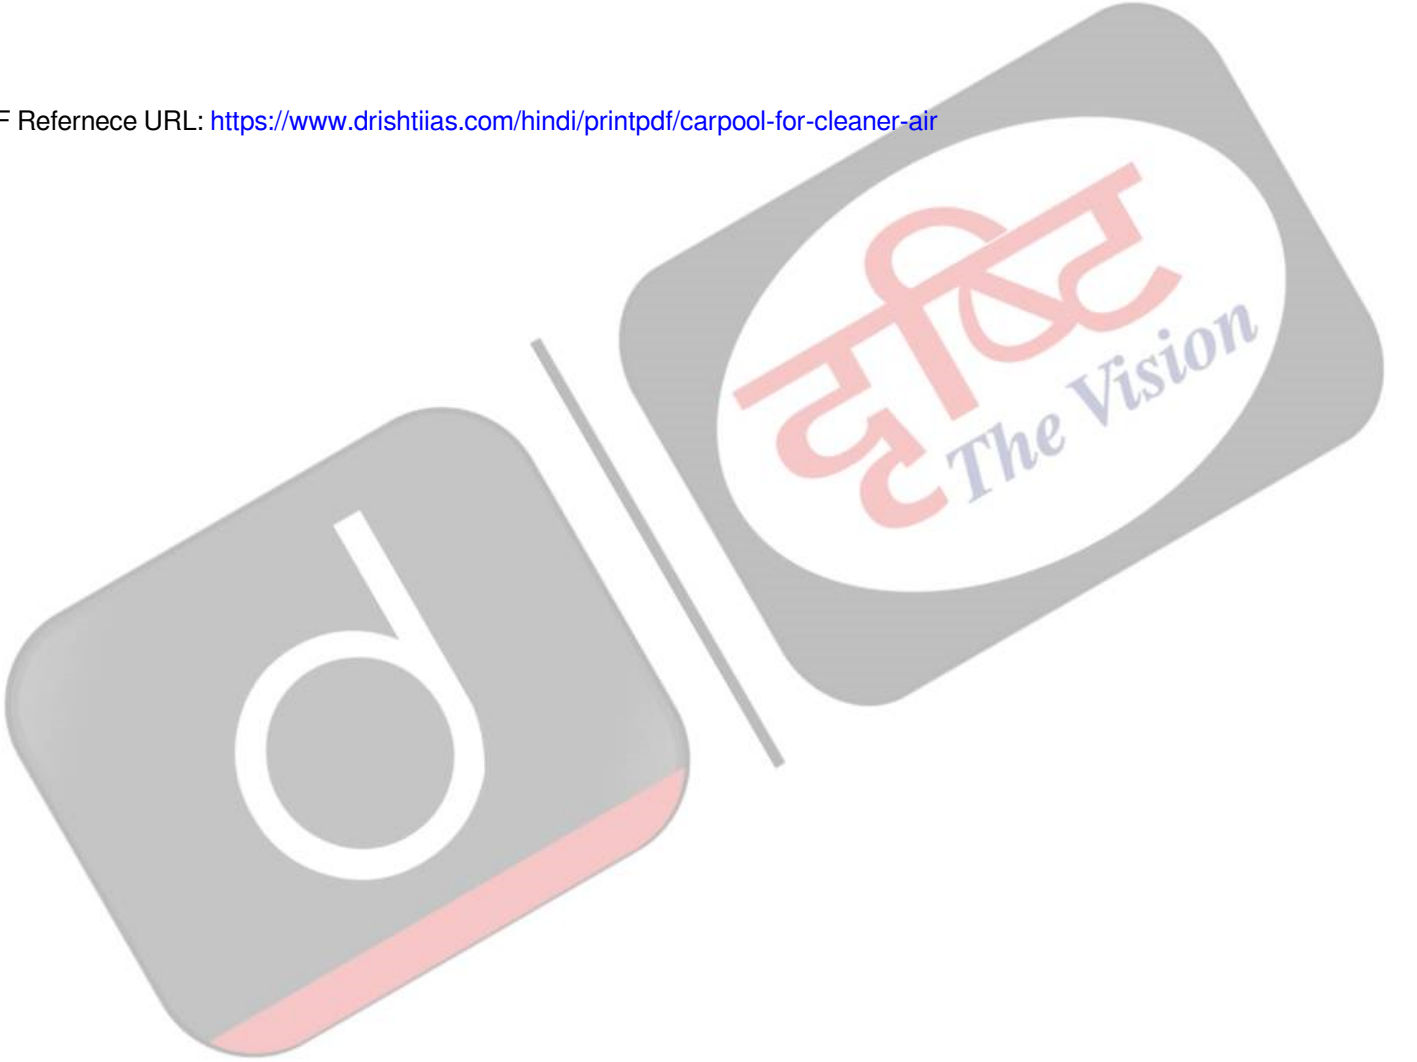 F Refernece URL: https://www.drishtiias.com/hindi/printpdf/carpool-for-cleaner-air
दृष्टि
The Vision
d